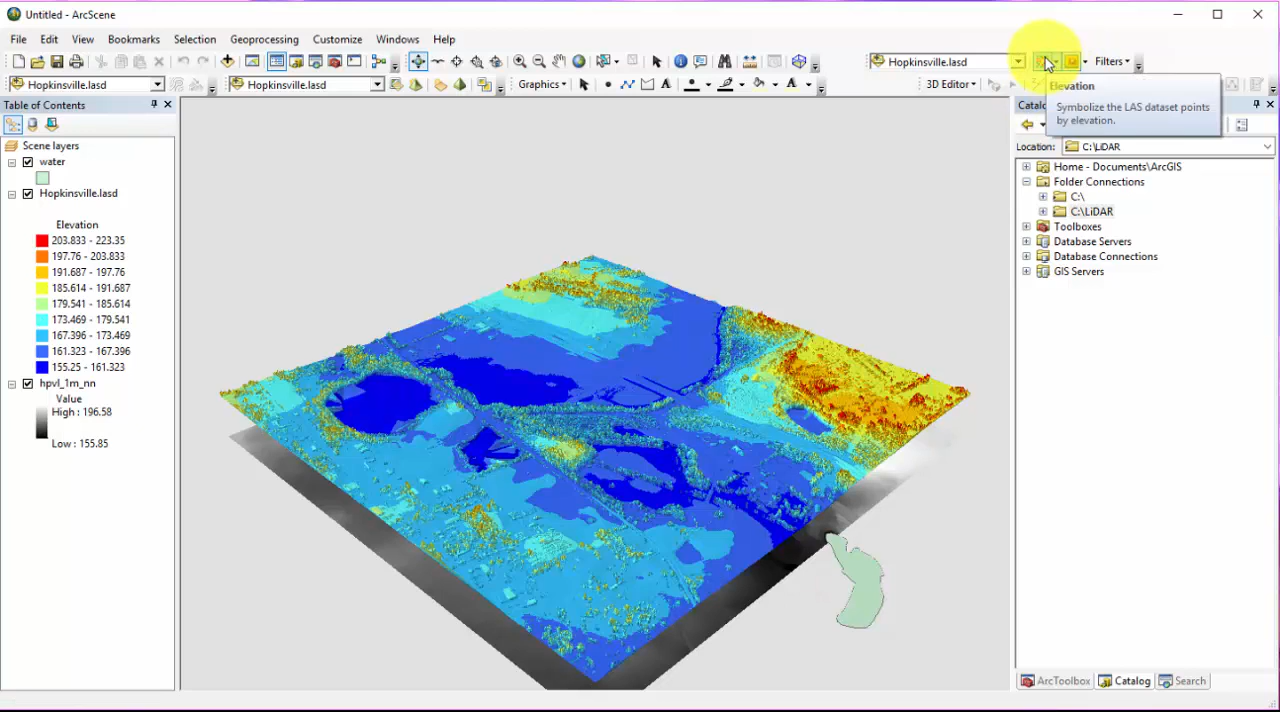 Untitled - ArcScene
File Edit View Bookmarks Selection Geoprocessing Customize Windows Help
Hopkinsville.lasd
Filters
Hopkinsville.lasd
Hopkinsville.lasd
Graphics
A
A
3D Editor
Elevation
Symbolize the LAS dataset points
by elevation.
Table of Contents
Catalo
Location: C:\LiDAR
Scene layers
water
Hopkinsville.lasd
Elevation
203.833 - 223.35
197.76 - 203.833
191.687 - 197.76
185.614 - 191.687
179.541 - 185.614
173.469 - 179.541
167.396 - 173.469
161.323 - 167.396
155.25 - 161.323
hpvl_1m_nn
Value
High : 196.58
Low : 155.85
Home - Documents\ArcGIS
Folder Connections
C:\
C:\LiDAR
Toolboxes
Database Servers
Database Connections
GIS Servers
ArcToolbox Catalog Search